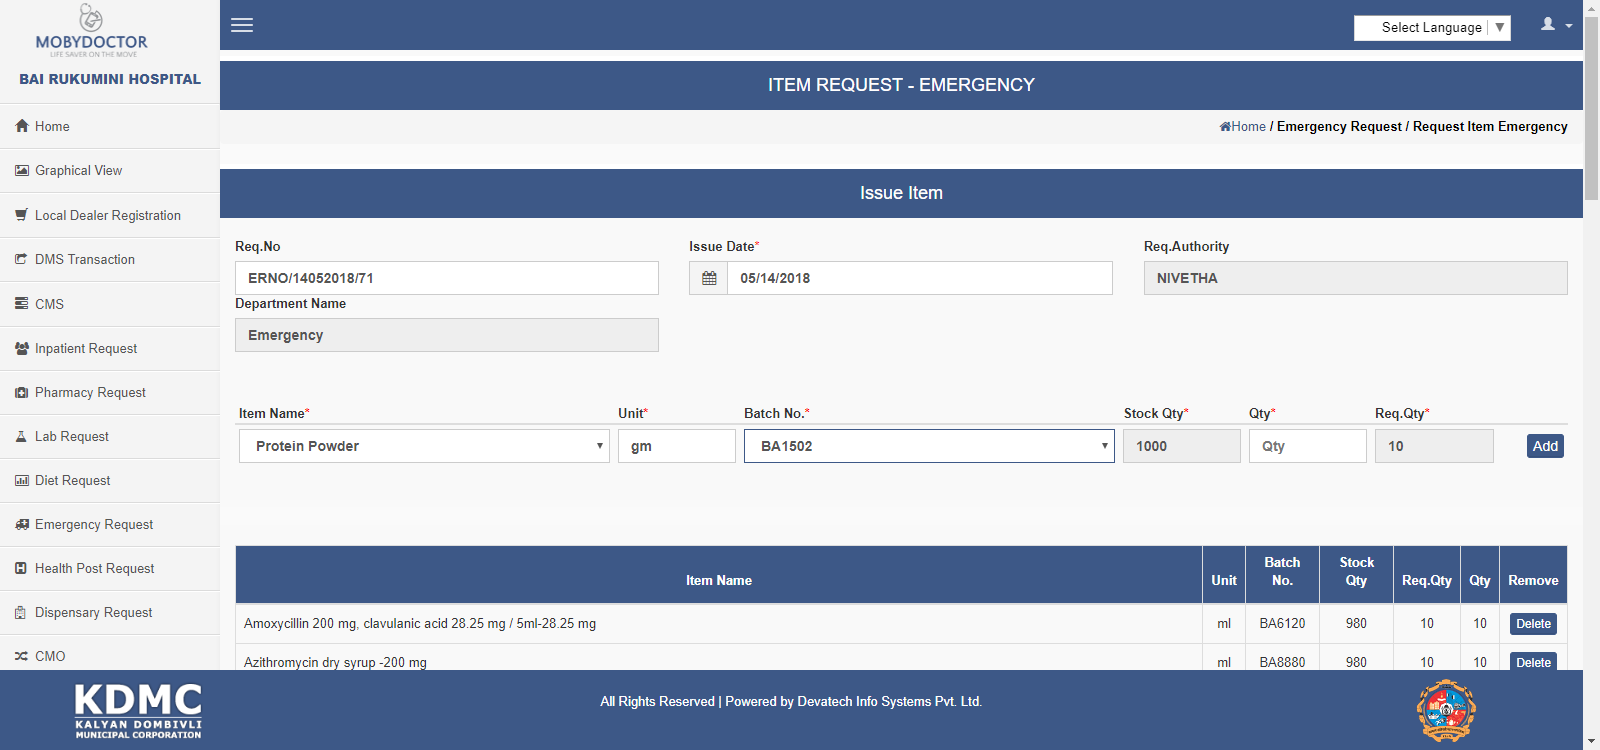 MOBYDOCTOR
LIFE SAVER ON THE MOVE
BAI RUKUMINI HOSPITAL
Home
Graphical View
Local Dealer Registration
DMS Transaction
CMS
Inpatient Request
Pharmacy Request
Lab Request
Diet Request
Emergency Request
Health Post Request
Dispensary Request
CMO
Select Language ▼
ITEM REQUEST - EMERGENCY
Home / Emergency Request / Request Item Emergency
Issue Item
Req.No Issue Date* Req.Authority
ERNO/14052018/71 05/14/2018 NIVETHA
Department Name
Emergency
Item Name* Unit* Batch No.* Stock Qty* Qty* Req.Qty*
Protein Powder gm BA1502 1000 Qty 10 Add
Item Name Unit Batch No. Stock Qty Req.Qty Qty Remove
Amoxycillin 200 mg, clavulanic acid 28.25 mg / 5ml-28.25 mg ml BA6120 980 10 10 Delete
Azithromycin dry syrup -200 mg ml BA8880 980 10 10 Delete
KDMC
KALYAN DOMBIVLI
MUNICIPAL CORPORATION
All Rights Reserved | Powered by Devatech Info Systems Pvt. Ltd.